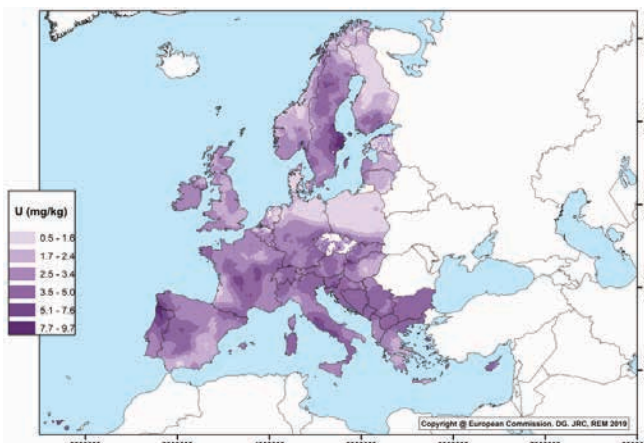 U (mg/kg)
0.5 - 1.6
1.7 - 2.4
2.5 - 3.4
3.5 - 5.0
5.1 - 7.6
7.7 - 9.7
Copyright @ European Commission. DG. JRC, REM 2019